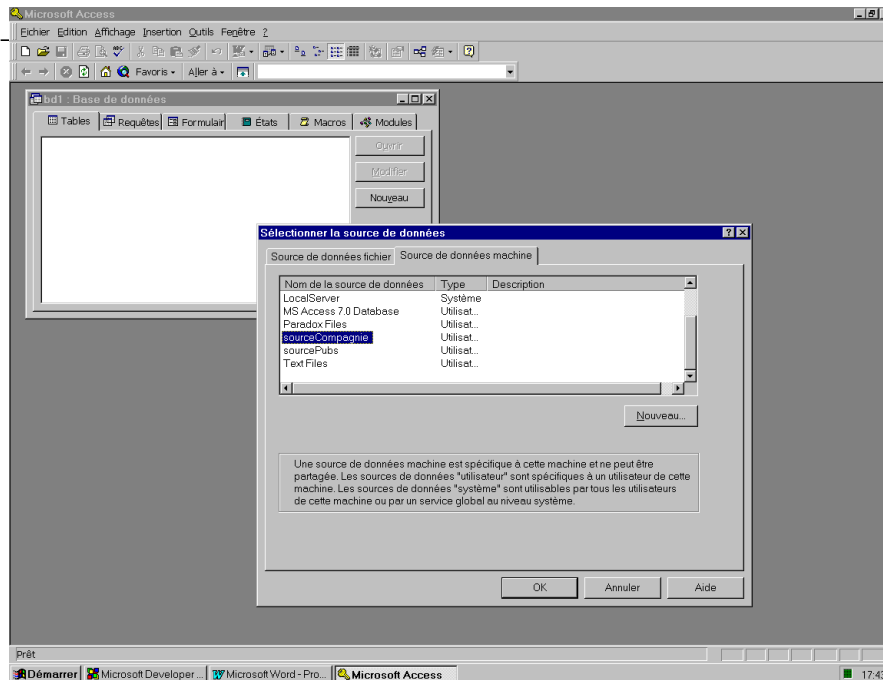 Microsoft Access
Fichier Edition Affichage Insertion Outils Fenêtre ?
Favoris Aller à
bd1 : Base de données
Tables Requêtes Formulair États Macros Modules
Ouvrir
Modifier
Nouveau
Sélectionner la source de données
Source de données fichier Source de données machine
Nom de la source de données Type Description
LocalServer Système
MS Access 7.0 Database Utilisat...
Paradox Files Utilisat...
sourceCompagnie Utilisat...
sourcePubs Utilisat...
Text Files Utilisat...
Nouveau...
Une source de données machine est spécifique à cette machine et ne peut être
partagée. Les sources de données "utilisateur" sont spécifiques à un utilisateur de cette
machine. Les sources de données "système" sont utilisables par tous les utilisateurs
de cette machine ou par un service global au niveau système.
OK Annuler Aide
Prêt
Démarrer Microsoft Developer ... Microsoft Word - Pro... Microsoft Access 17:43